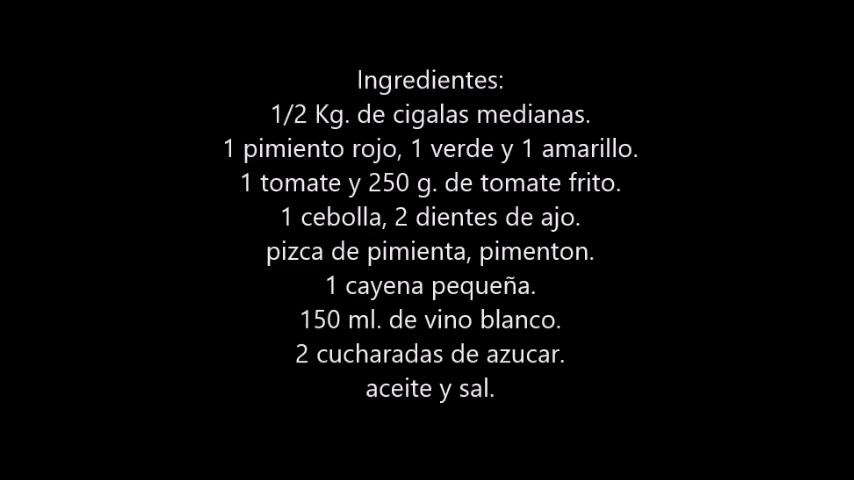 Ingredientes:
1/2 Kg. de cigalas medianas.
1 pimiento rojo, 1 verde y 1 amarillo.
1 tomate y 250 g. de tomate frito.
1 cebolla, 2 dientes de ajo.
pizca de pimienta, pimenton.
1 cayena pequeña.
150 ml. de vino blanco.
2 cucharadas de azucar.
aceite y sal.